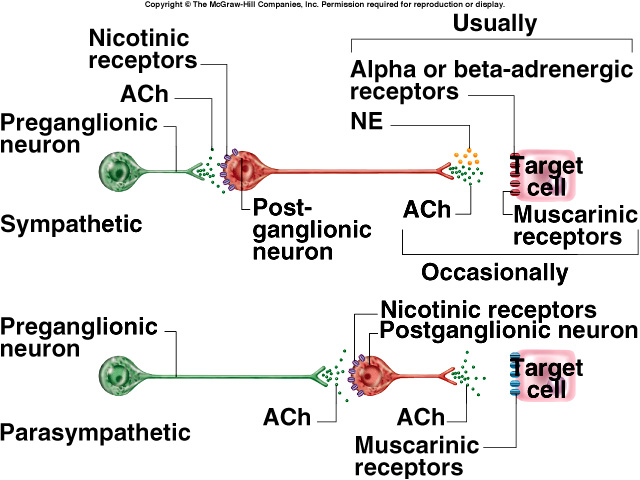 Copyright © The McGraw-Hill Companies, Inc. Permission required for reproduction or display.
Usually
Nicotinic
receptors
Alpha or beta-adrenergic
receptors
ACh
NE
Preganglionic
neuron
Target
cell
Sympathetic
Post-
ganglionic
neuron
ACh
Muscarinic
receptors
Occasionally
Nicotinic receptors
Postganglionic neuron
Preganglionic
neuron
Target
cell
ACh
ACh
Parasympathetic
Muscarinic
receptors